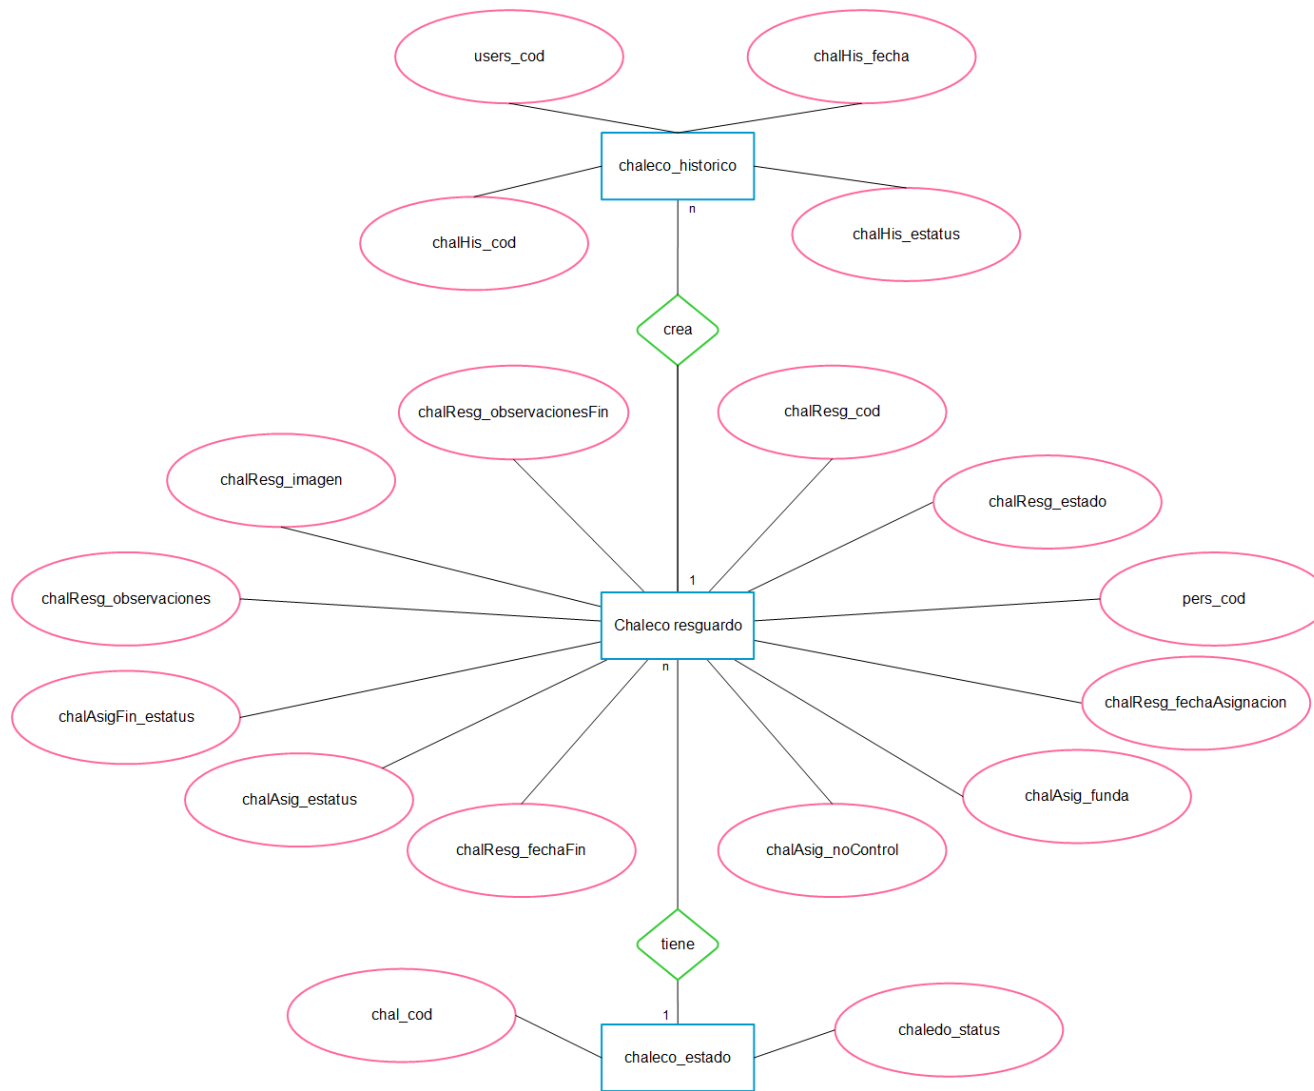 users_cod
chalHis_fecha
chaleco_historico
chalHis_cod
chalHis_estatus
n
crea
chalResg_observacionesFin
chalResg_cod
chalResg_imagen
chalResg_estado
1
chalResg_observaciones
pers_cod
Chaleco resguardo
n
chalAsigFin_estatus
chalResg_fechaAsignacion
chalAsig_estatus
chalAsig_funda
chalResg_fechaFin
chalAsig_noControl
tiene
chal_cod
1
chaledo_status
chaleco_estado